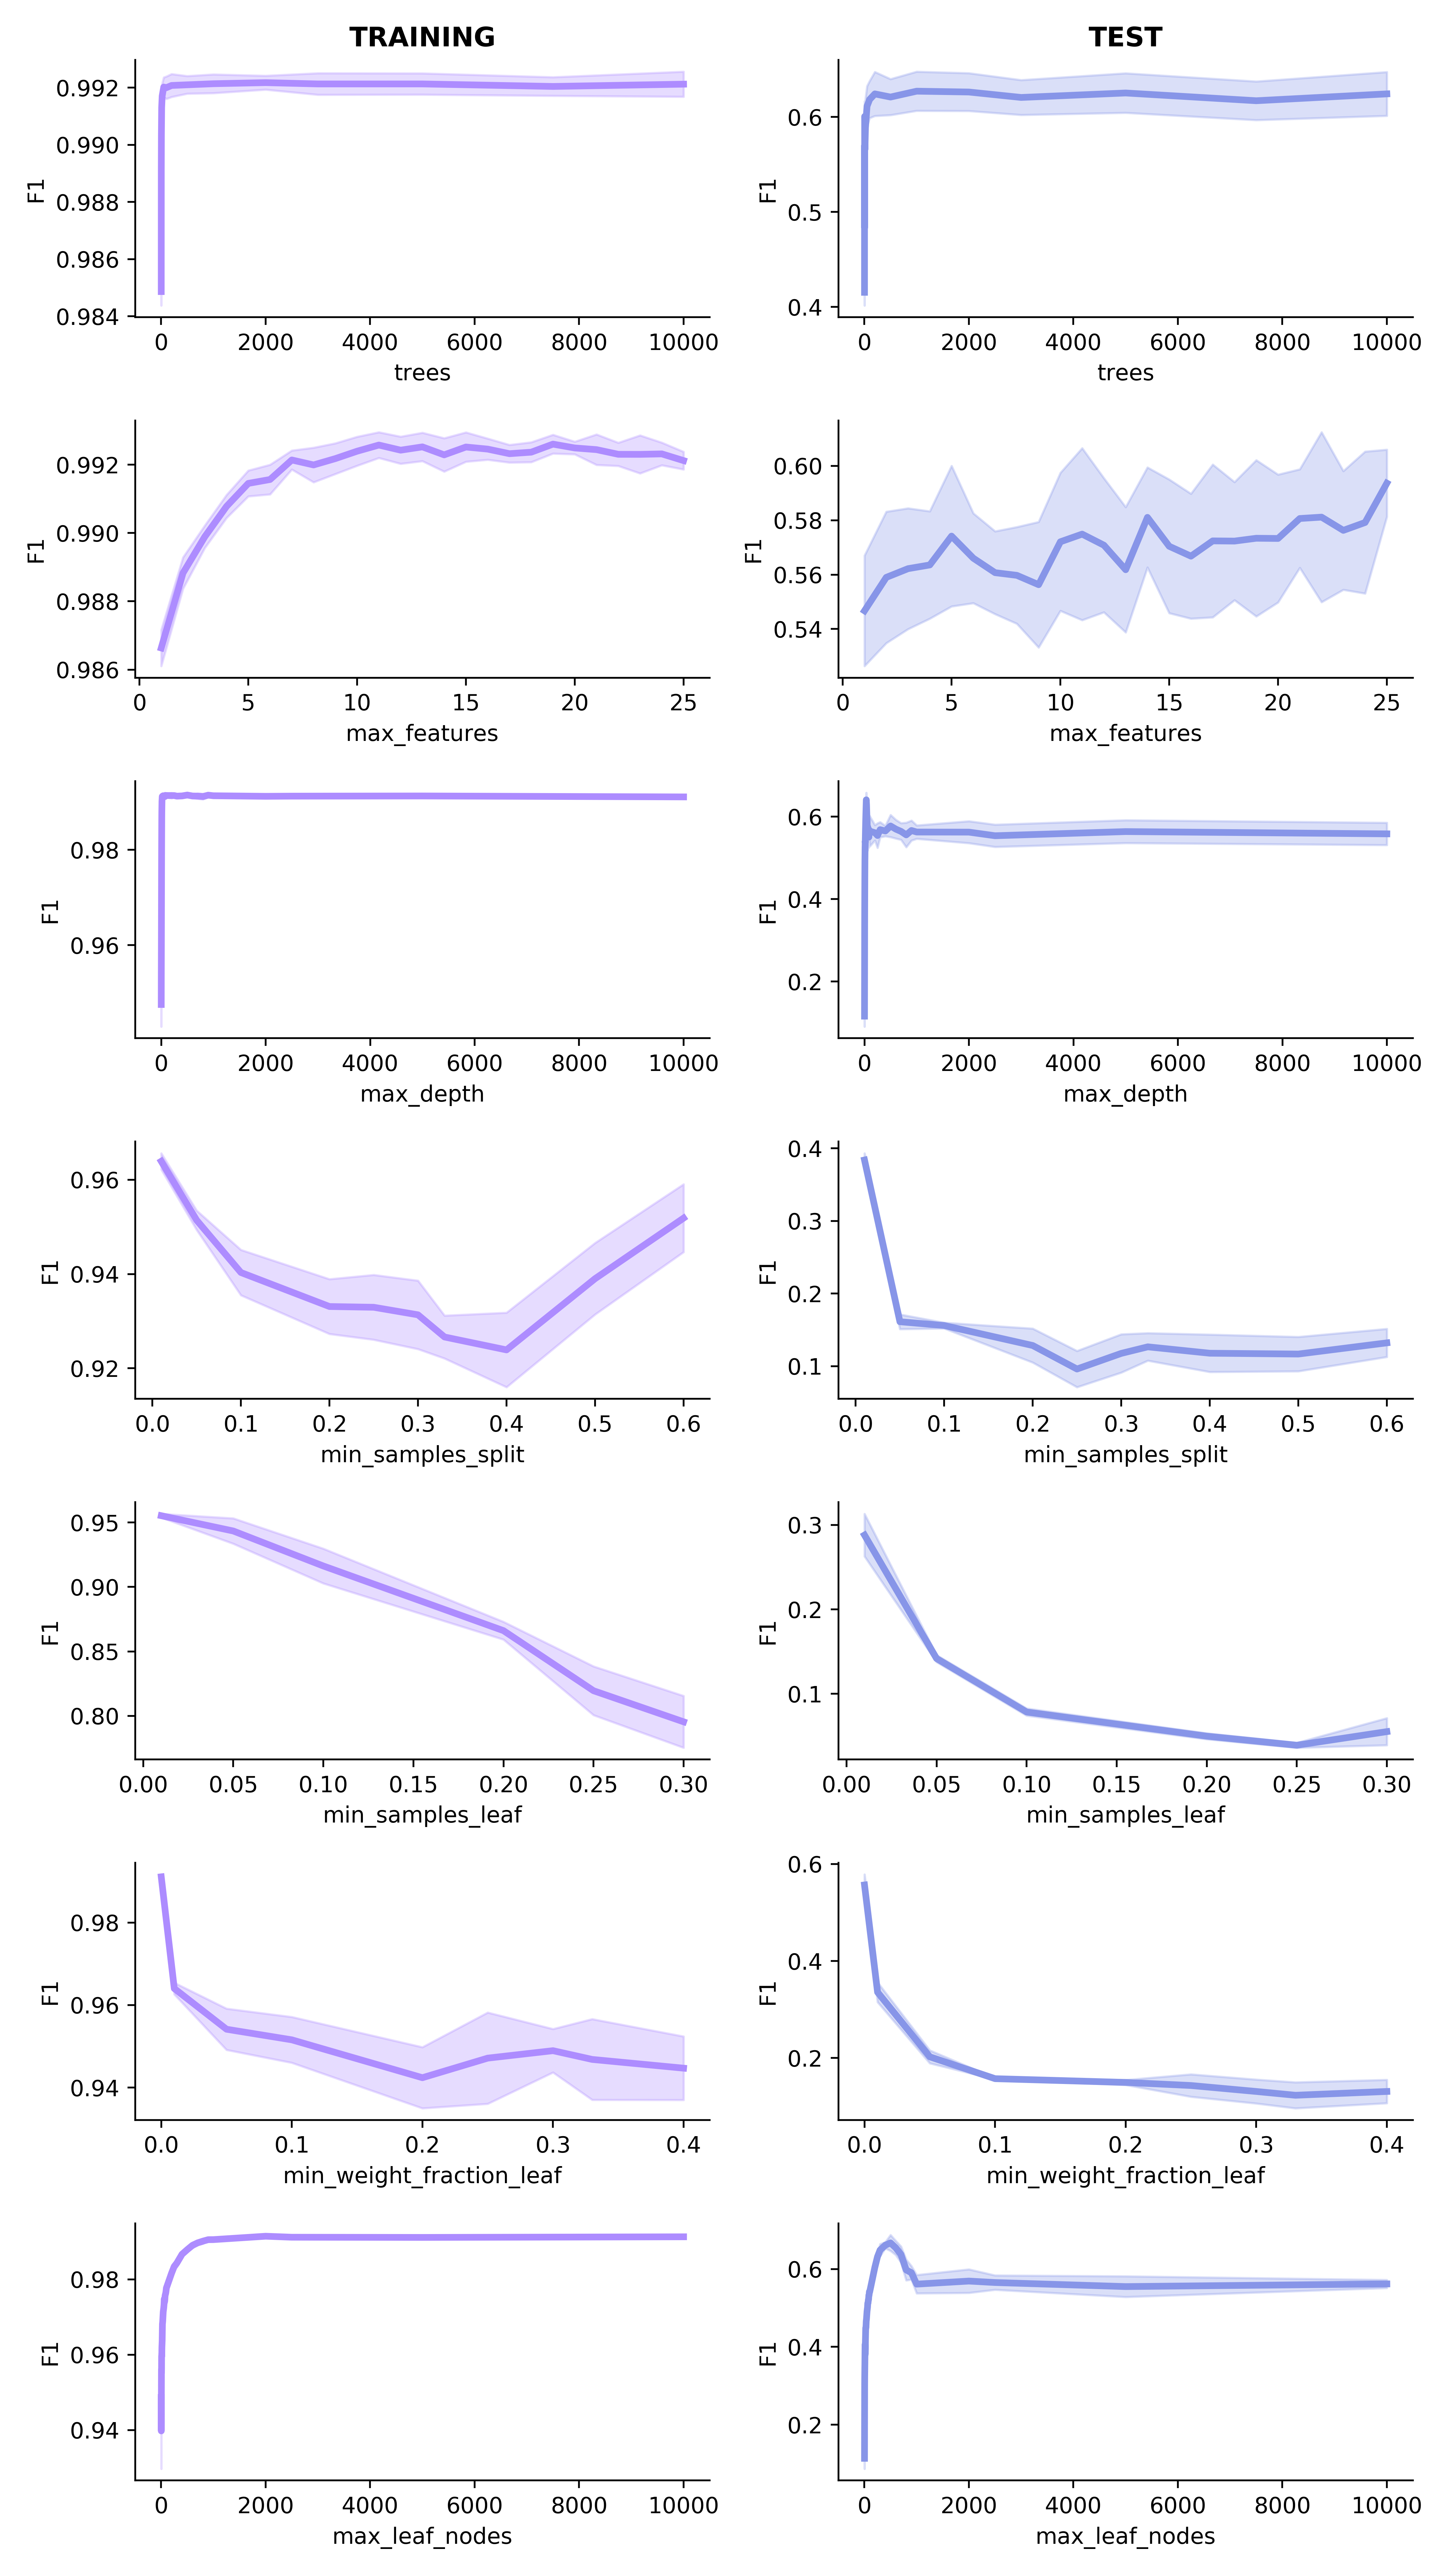 TRAINING
TEST
F1
0.992
0.990
0.988
0.986
0.984
0 2000 4000 6000 8000 10000
trees
F1
0.6
0.5
0.4
0 2000 4000 6000 8000 10000
trees
F1
0.992
0.990
0.988
0.986
0 5 10 15 20 25
max_features
F1
0.60
0.58
0.56
0.54
0 5 10 15 20 25
max_features
F1
0.98
0.96
0 2000 4000 6000 8000 10000
max_depth
F1
0.6
0.4
0.2
0 2000 4000 6000 8000 10000
max_depth
F1
0.96
0.94
0.92
0.0 0.1 0.2 0.3 0.4 0.5 0.6
min_samples_split
F1
0.4
0.3
0.2
0.1
0.0 0.1 0.2 0.3 0.4 0.5 0.6
min_samples_split
F1
0.95
0.90
0.85
0.80
0.00 0.05 0.10 0.15 0.20 0.25 0.30
min_samples_leaf
F1
0.3
0.2
0.1
0.00 0.05 0.10 0.15 0.20 0.25 0.30
min_samples_leaf
F1
0.98
0.96
0.94
0.0 0.1 0.2 0.3 0.4
min_weight_fraction_leaf
F1
0.6
0.4
0.2
0.0 0.1 0.2 0.3 0.4
min_weight_fraction_leaf
F1
0.98
0.96
0.94
0 2000 4000 6000 8000 10000
max_leaf_nodes
F1
0.6
0.4
0.2
0 2000 4000 6000 8000 10000
max_leaf_nodes